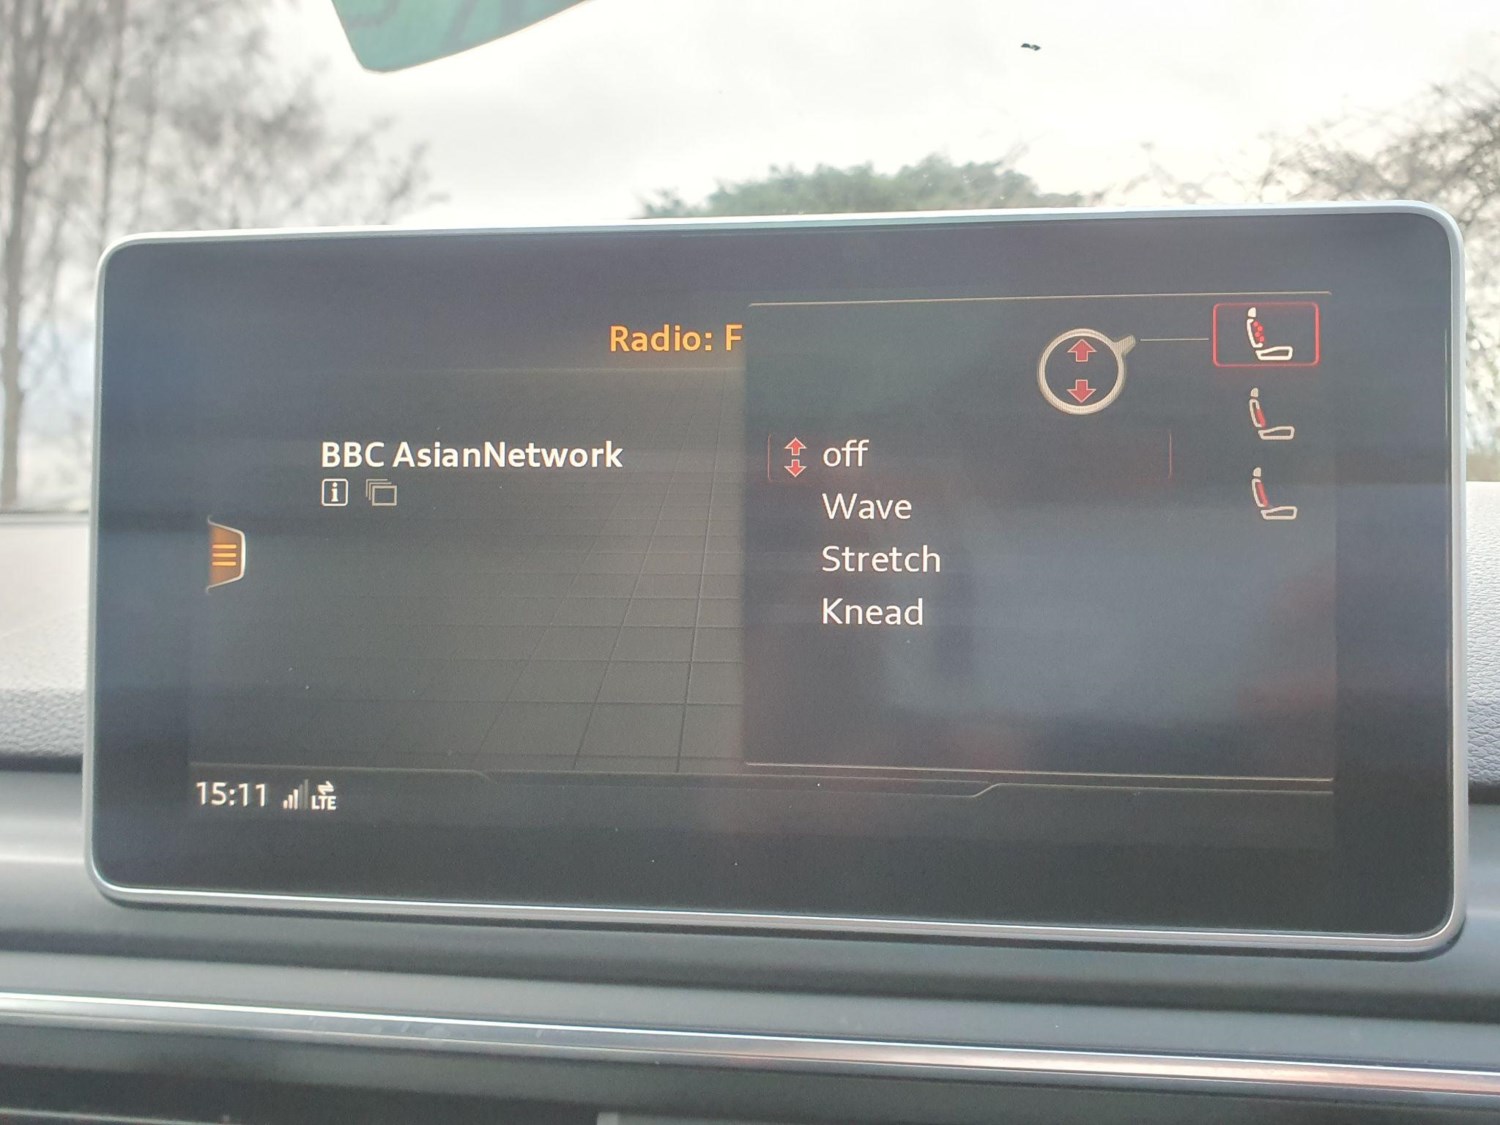 Radio: F
BBC AsianNetwork
off
Wave
Stretch
Knead
15:11 LTE